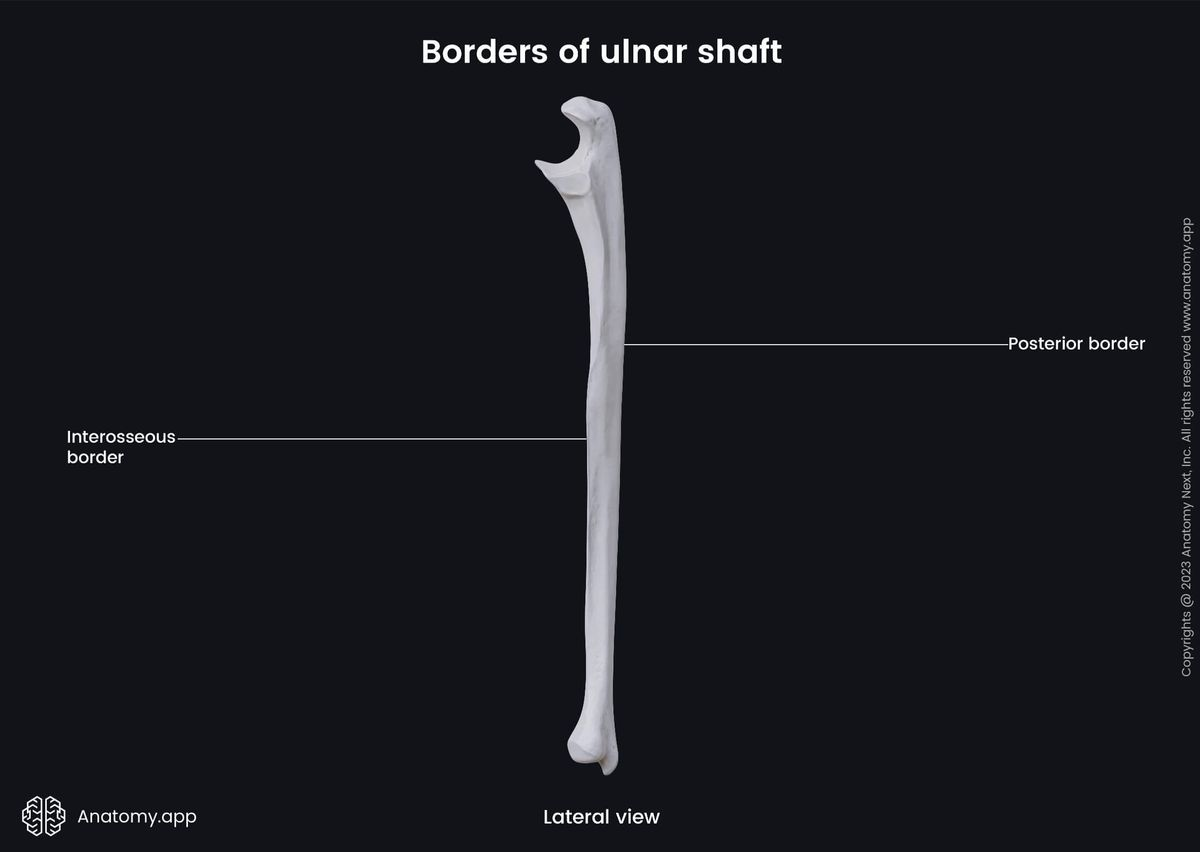 Borders of ulnar shaft
Posterior border
Interosseous
border
Copyrights @ 2023 Anatomy Next, Inc. All rights reserved www.anatomy.app
Anatomy.app
Lateral view